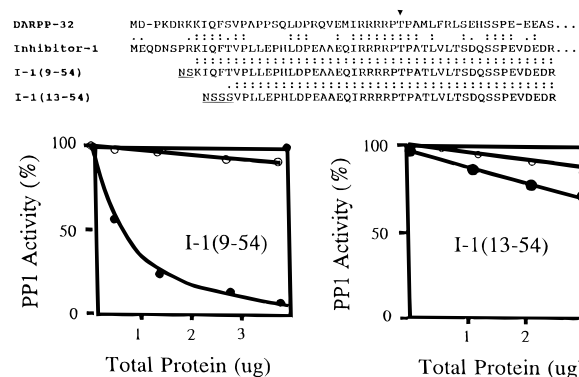 DARPP-32 MD-PKDRKKIQFSVPAPPSQLDPRQVEMIRRRRPTPAMLFRLSEHSSPE-EEAS.
Inhibitor-1 MEQDNSPRKIQFTVPLLEPHLDPEAAEQIRRRRPTPATLVLTSDQSSPEVDEDR..
I-1(9-54) NSKIQFTVPLLEPHLDPEAAEQIRRRRPTPATLVLTSDQSSPEVDEDR
I-1(13-54) NSSSVPLLEPHLDPEAAEQIRRRRPTPATLVLTSDQSSPEVDEDR
100
50
0
PP1 Activity (%)
I-1(9-54)
1 2 3
Total Protein (ug)
100
50
0
PP1 Activity (%)
I-1(13-54)
1 2
Total Protein (ug